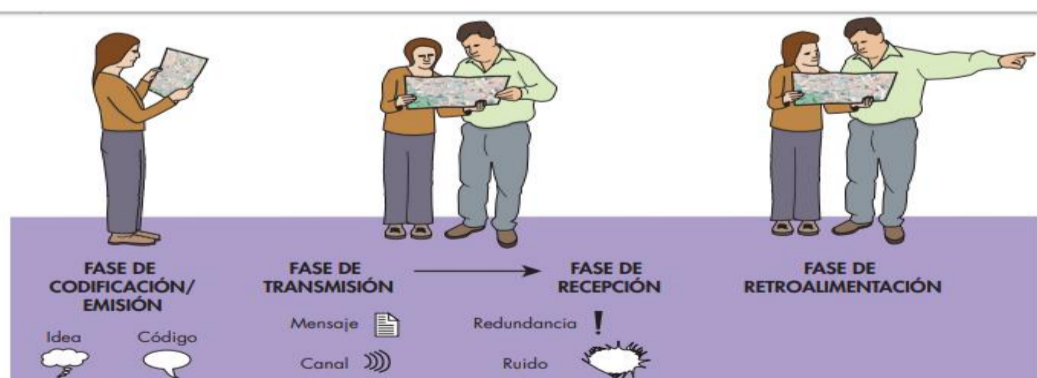 FASE DE
CODIFICACIÓN/
EMISIÓN
Idea
Código
FASE DE
TRANSMISIÓN
Mensaje
Canal
FASE DE
RECEPCIÓN
Redundancia
Ruido
FASE DE
RETROALIMENTACIÓN